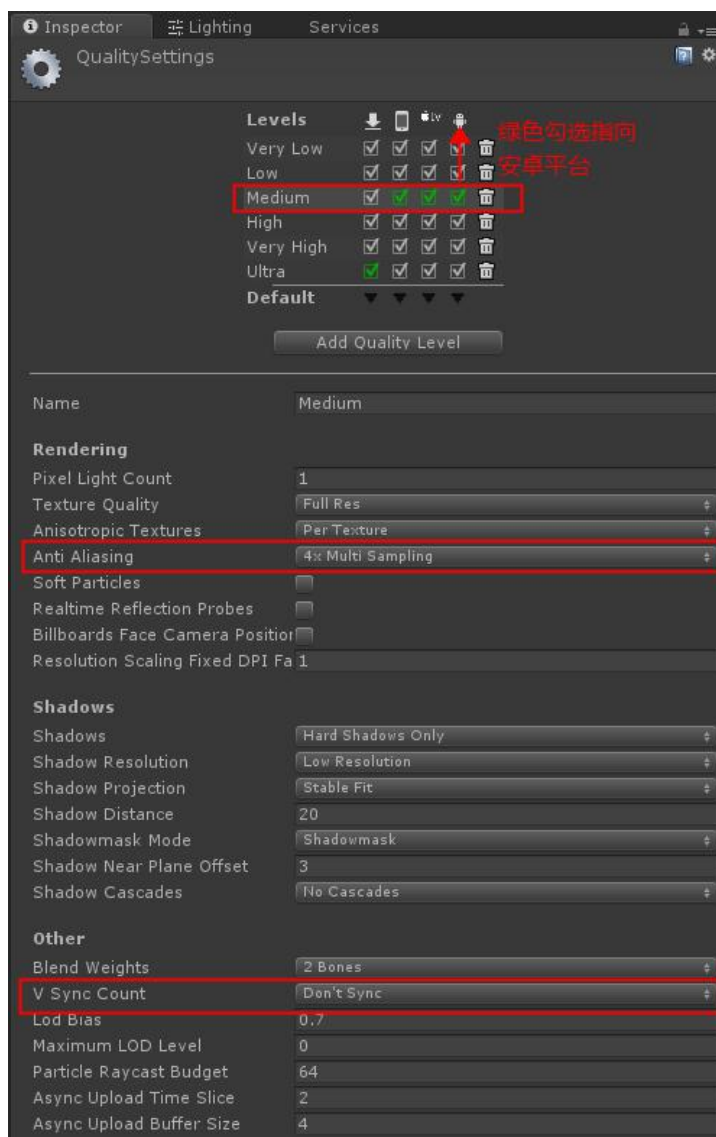 Inspector Lighting Services
QualitySettings
Levels tv
绿色勾选指向
安卓平台
Very Low
Low
Medium
High
Very High
Ultra
Default
Add Quality Level
Name Medium
Rendering
Pixel Light Count 1
Texture Quality Full Res
Anisotropic Textures Per Texture
Anti Aliasing 4x Multi Sampling
Soft Particles
Realtime Reflection Probes
Billboards Face Camera Position
Resolution Scaling Fixed DPI Fa 1
Shadows
Shadows Hard Shadows Only
Shadow Resolution Low Resolution
Shadow Projection Stable Fit
Shadow Distance 20
Shadowmask Mode Shadowmask
Shadow Near Plane Offset 3
Shadow Cascades No Cascades
Other
Blend Weights 2 Bones
V Sync Count Don't Sync
Lod Bias 0.7
Maximum LOD Level 0
Particle Raycast Budget 64
Async Upload Time Slice 2
Async Upload Buffer Size 4